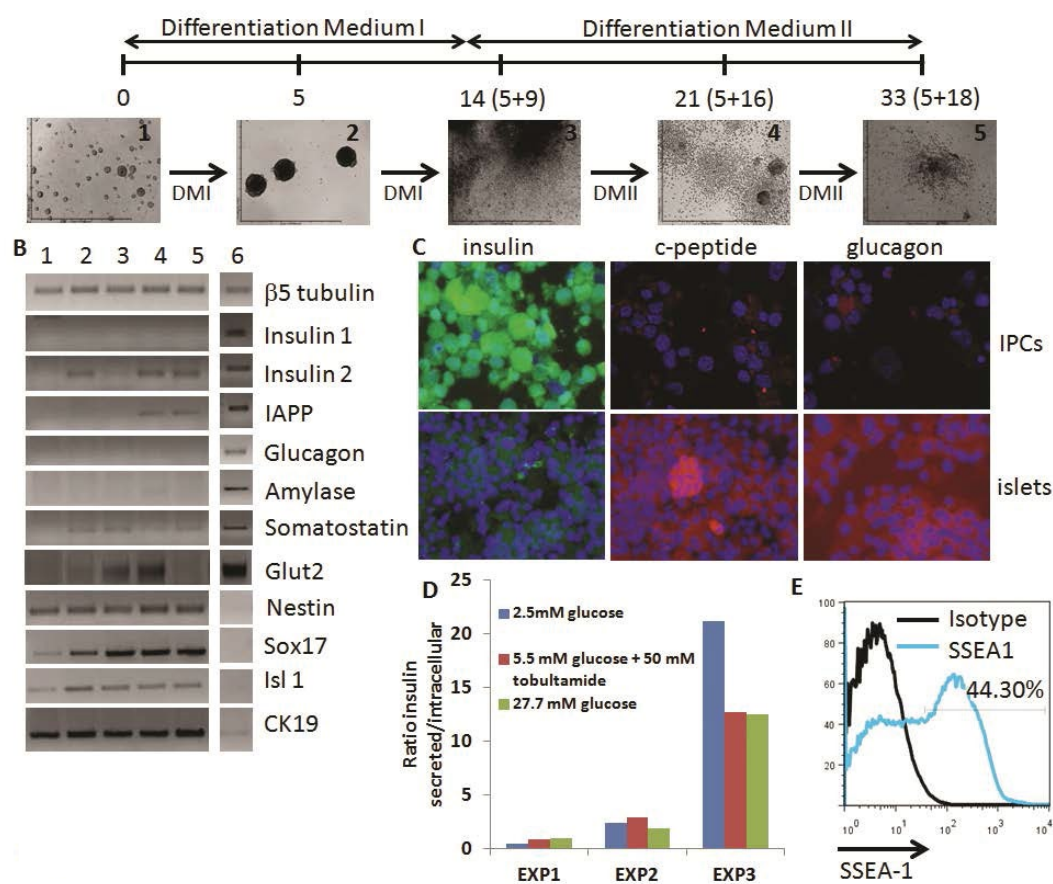 Differentiation Medium I
Differentiation Medium II
0
5
14 (5+9)
21 (5+16)
33 (5+18)
1
2
3
4
5
DMI
DMI
DMII
DMII
B
1 2 3 4 5 6
β5 tubulin
Insulin 1
Insulin 2
IAPP
Glucagon
Amylase
Somatostatin
Glut2
Nestin
Sox17
Isl 1
CK19
C
insulin
c-peptide
glucagon
IPCs
islets
D
Ratio insulin
secreted/intracellular
25
20
15
10
5
0
2.5mM glucose
5.5 mM glucose + 50 mM
tobultamide
27.7 mM glucose
EXP1
EXP2
EXP3
E
100
80
60
40
20
0
Isotype
SSEA1
44.30%
10⁰
10¹
10²
10³
10⁴
SSEA-1